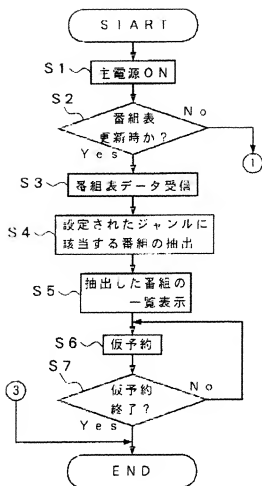 START
S1
主電源ON
S2
番組表
更新時か?
No
Yes
1
S3
番組表データ受信
S4
設定されたジャンルに
該当する番組の抽出
S5
抽出した番組の
一覧表示
S6
仮予約
S7
仮予約
終了?
No
Yes
3
END